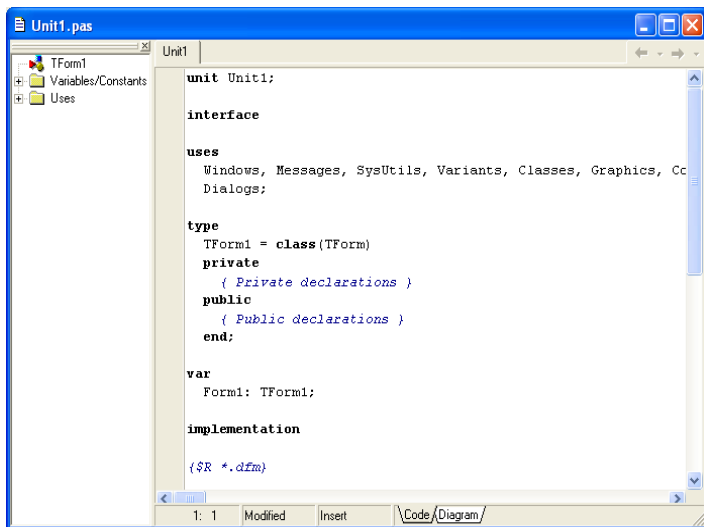 Unit1.pas
TForm1
Variables/Constants
Uses
Unit1
unit Unit1;
interface
uses
Windows, Messages, SysUtils, Variants, Classes, Graphics, Co
Dialogs;
type
TForm1 = class(TForm)
private
{ Private declarations }
public
{ Public declarations }
end;
var
Form1: TForm1;
implementation
{$R *.dfm}
1: 1 Modified Insert Code Diagram